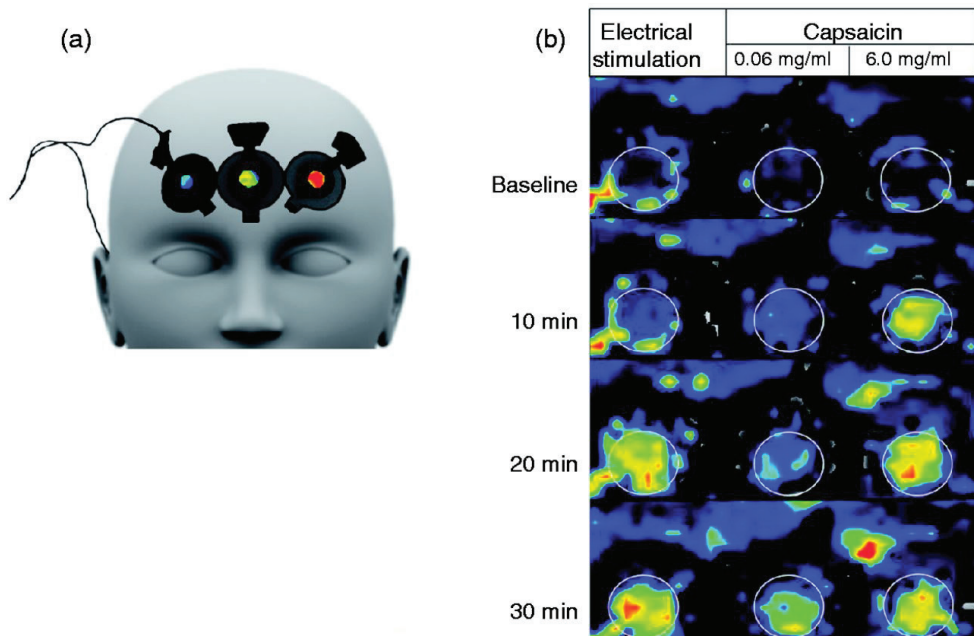 (a)
(b)
Electrical
stimulation
Capsaicin
0.06 mg/ml
6.0 mg/ml
Baseline
10 min
20 min
30 min